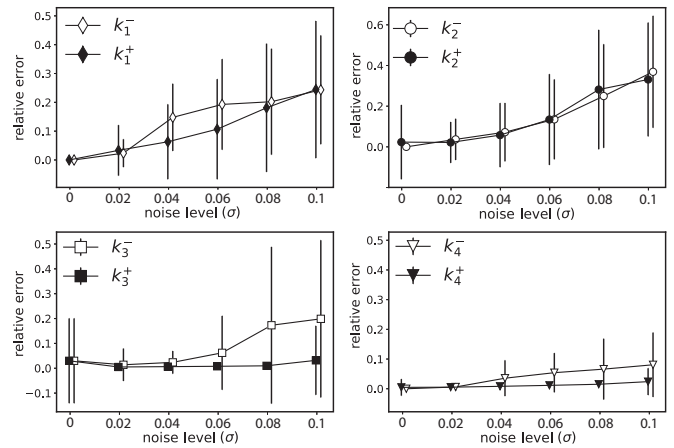 relative error
0.5
0.4
0.3
0.2
0.1
0.0
k₁⁻
k₁⁺
0 0.02 0.04 0.06 0.08 0.1
noise level (σ)
relative error
0.6
0.4
0.2
0.0
k₂⁻
k₂⁺
0 0.02 0.04 0.06 0.08 0.1
noise level (σ)
relative error
0.5
0.4
0.3
0.2
0.1
0.0
−0.1
k₃⁻
k₃⁺
0 0.02 0.04 0.06 0.08 0.1
noise level (σ)
relative error
0.5
0.4
0.3
0.2
0.1
0.0
k₄⁻
k₄⁺
0 0.02 0.04 0.06 0.08 0.1
noise level (σ)